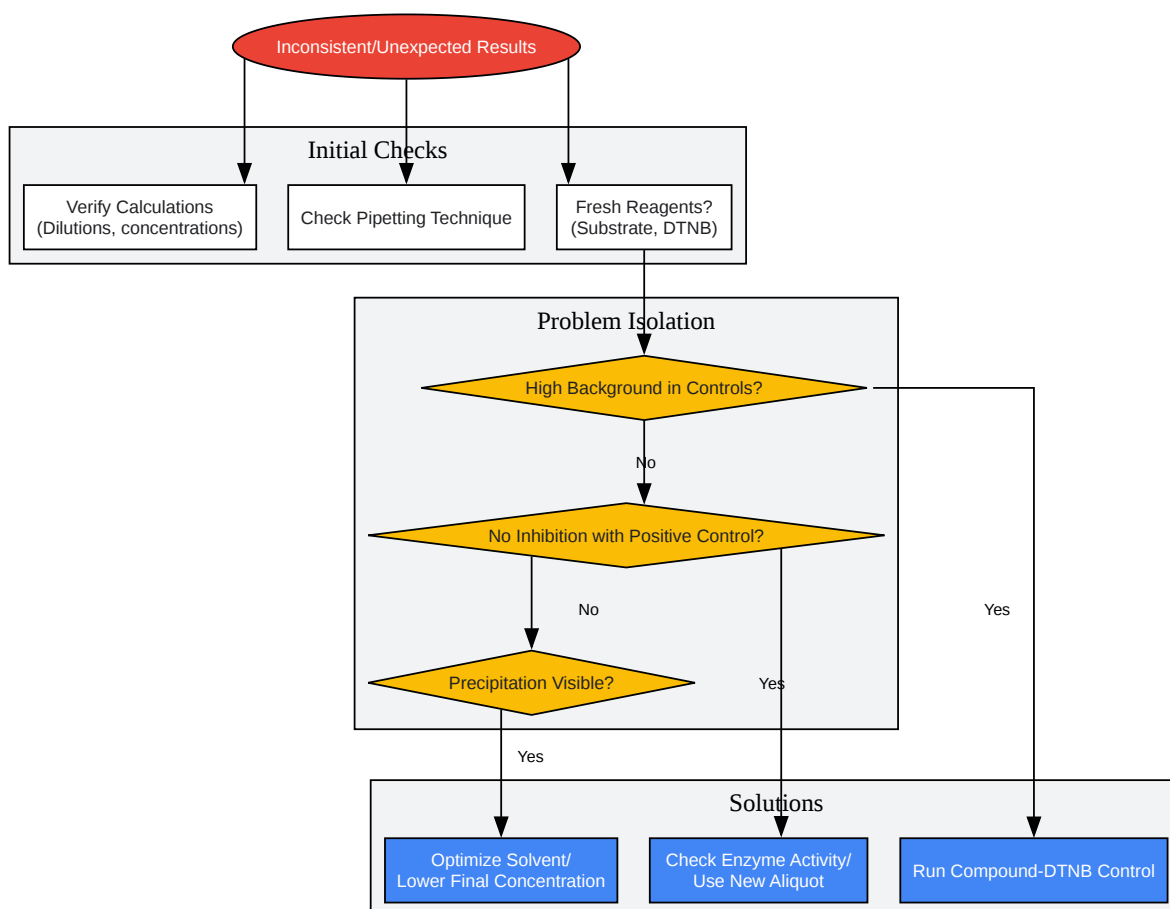 Inconsistent/Unexpected Results
Initial Checks
Verify Calculations
(Dilutions, concentrations)
Check Pipetting Technique
Fresh Reagents?
(Substrate, DTNB)
Problem Isolation
High Background in Controls?
No
No Inhibition with Positive Control?
No
Yes
Precipitation Visible?
Yes
Yes
Solutions
Optimize Solvent/
Lower Final Concentration
Check Enzyme Activity/
Use New Aliquot
Run Compound-DTNB Control